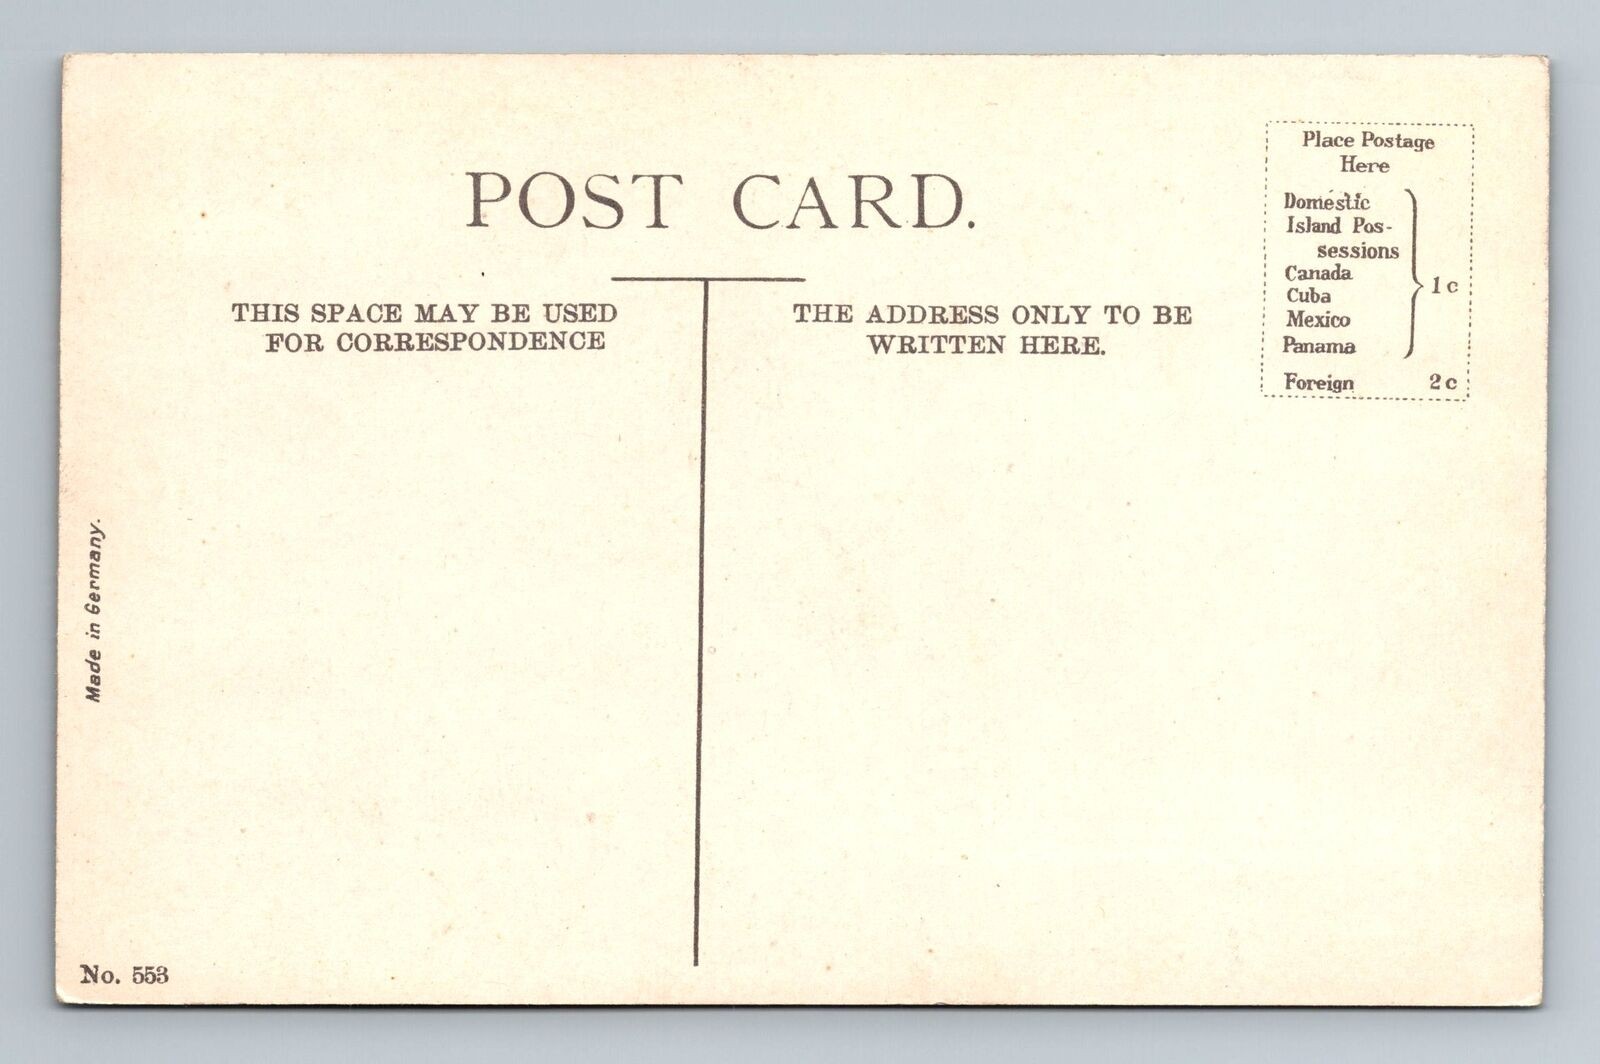 POST CARD.
Place Postage
Here
Domestic
Island Pos-
sessions
Canada
Cuba
Mexico
Panama
1 c
Foreign 2 c
THIS SPACE MAY BE USED
FOR CORRESPONDENCE
THE ADDRESS ONLY TO BE
WRITTEN HERE.
Made in Germany.
No. 553